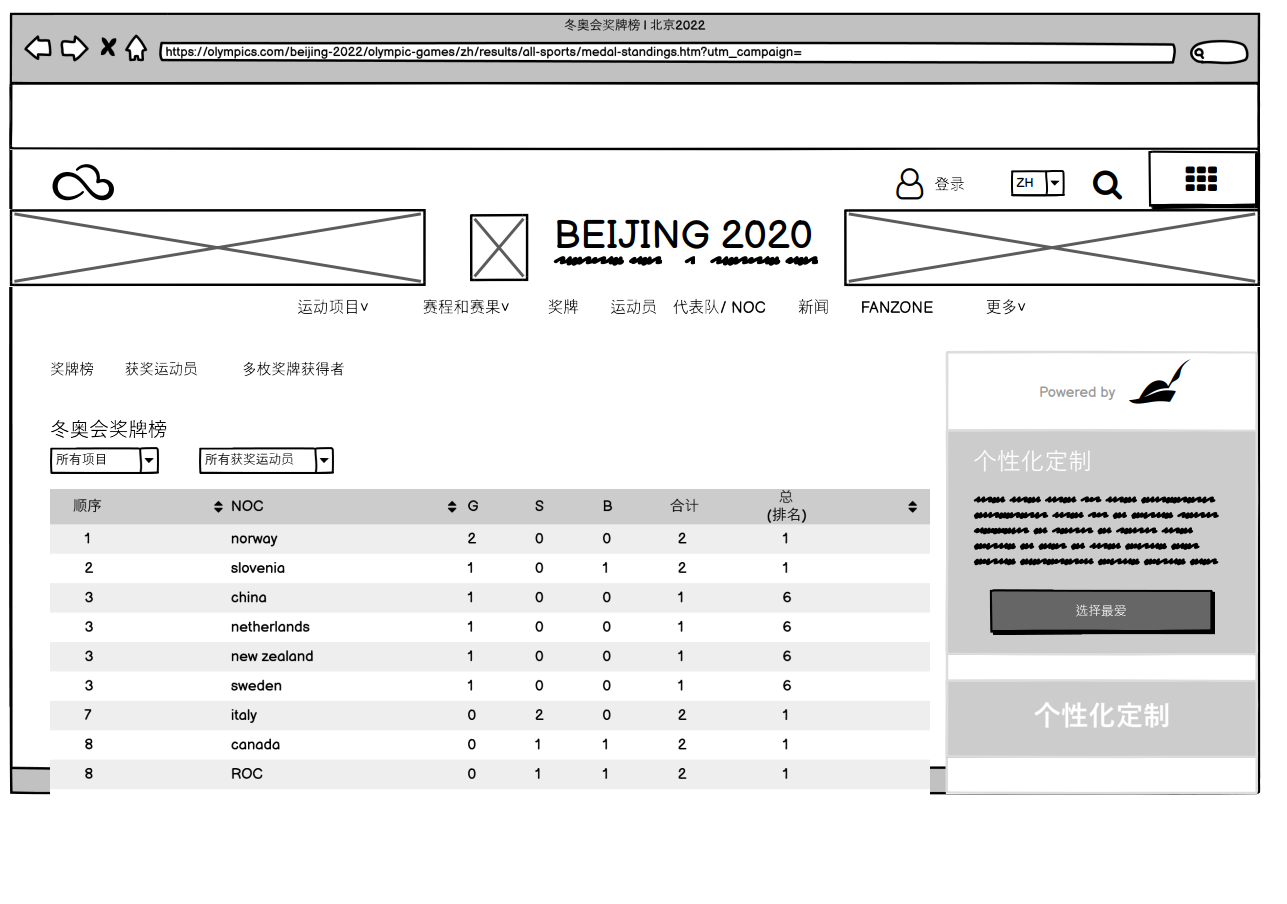 冬奥会奖牌榜 | 北京2022
https://olympics.com/beijing-2022/olympic-games/zh/results/all-sports/medal-standings.htm?utm_campaign=
登录 ZH
BEIJING 2020
运动项目˅ 赛程和赛果˅ 奖牌 运动员 代表队/ NOC 新闻 FANZONE 更多˅
奖牌榜 获奖运动员 多枚奖牌获得者
冬奥会奖牌榜
所有项目 所有获奖运动员
顺序 NOC G S B 合计 总
(排名)
1 norway 2 0 0 2 1
2 slovenia 1 0 1 2 1
3 china 1 0 0 1 6
3 netherlands 1 0 0 1 6
3 new zealand 1 0 0 1 6
3 sweden 1 0 0 1 6
7 italy 0 2 0 2 1
8 canada 0 1 1 2 1
8 ROC 0 1 1 2 1
Powered by
个性化定制
选择最爱
个性化定制